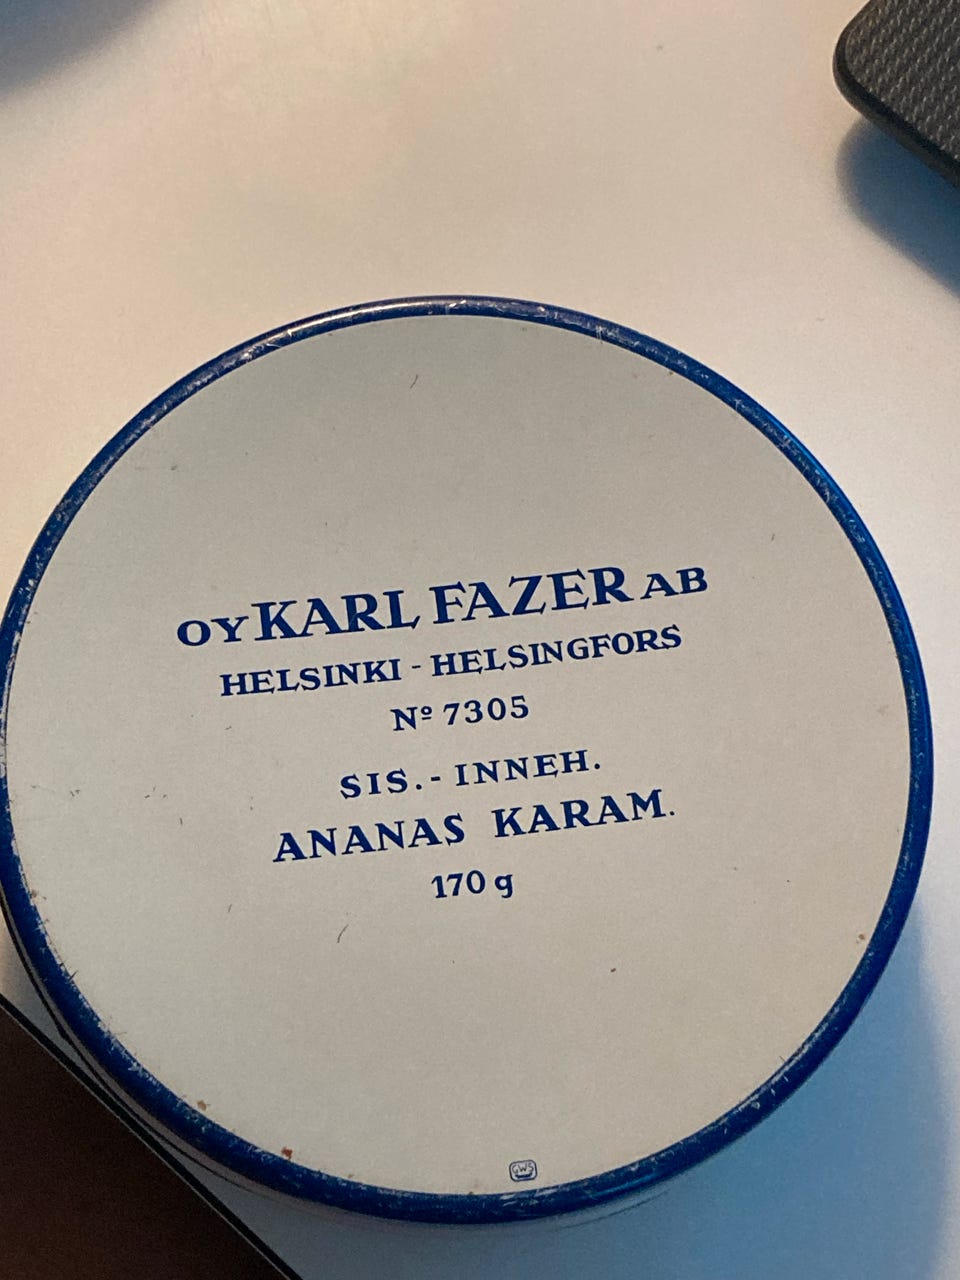 OY KARL FAZER AB
HELSINKI - HELSINGFORS
Nº 7305
SIS. - INNEH.
ANANAS KARAM.
170 g
GWS